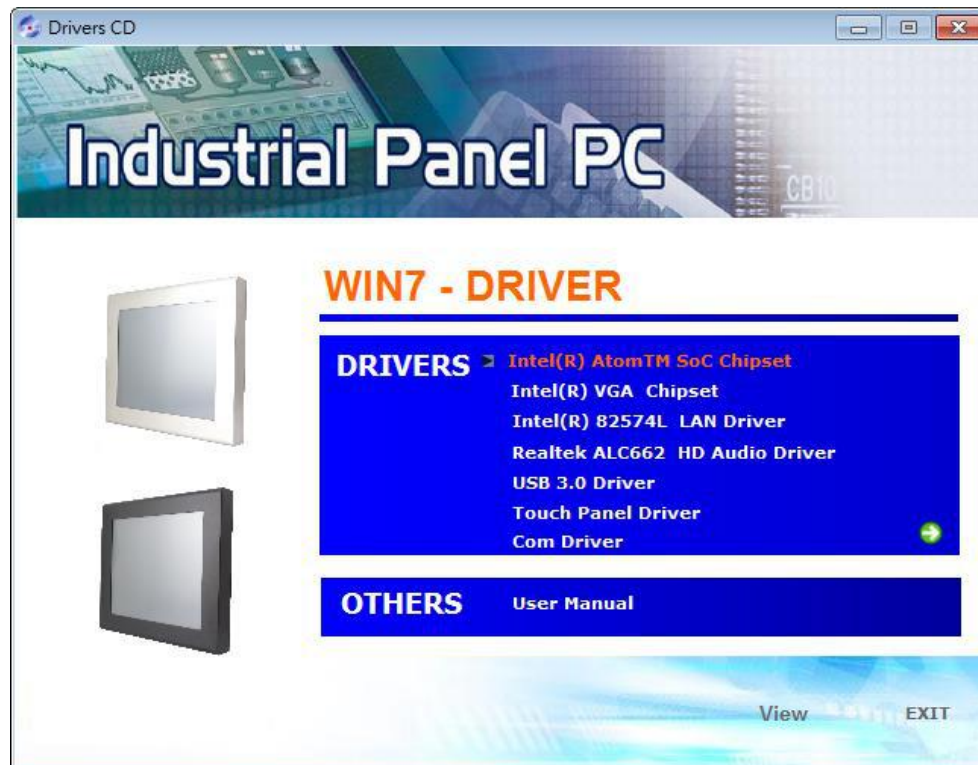 Drivers CD
Industrial Panel PC
CB10
WIN7 - DRIVER
DRIVERS
Intel(R) AtomTM SoC Chipset
Intel(R) VGA Chipset
Intel(R) 82574L LAN Driver
Realtek ALC662 HD Audio Driver
USB 3.0 Driver
Touch Panel Driver
Com Driver
OTHERS User Manual
View EXIT